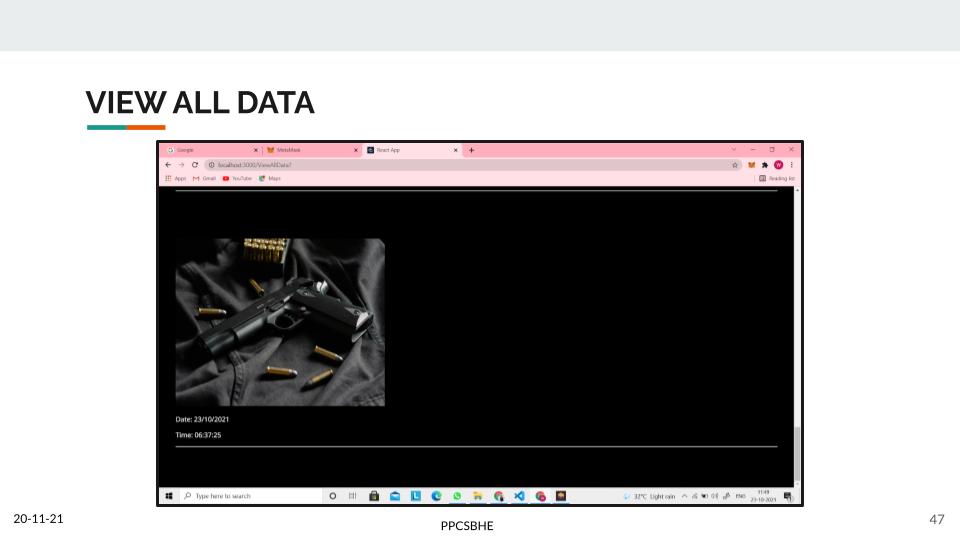 VIEW ALL DATA
Google
MetaMask
React App
localhost:3000/ViewAllData?
W
Apps
Gmail
YouTube
Maps
Reading list
Date: 23/10/2021
Time: 06:37:25
Type here to search
32°C Light rain
ENG
11:49
23-10-2021
20-11-21
PPCSBHE
47